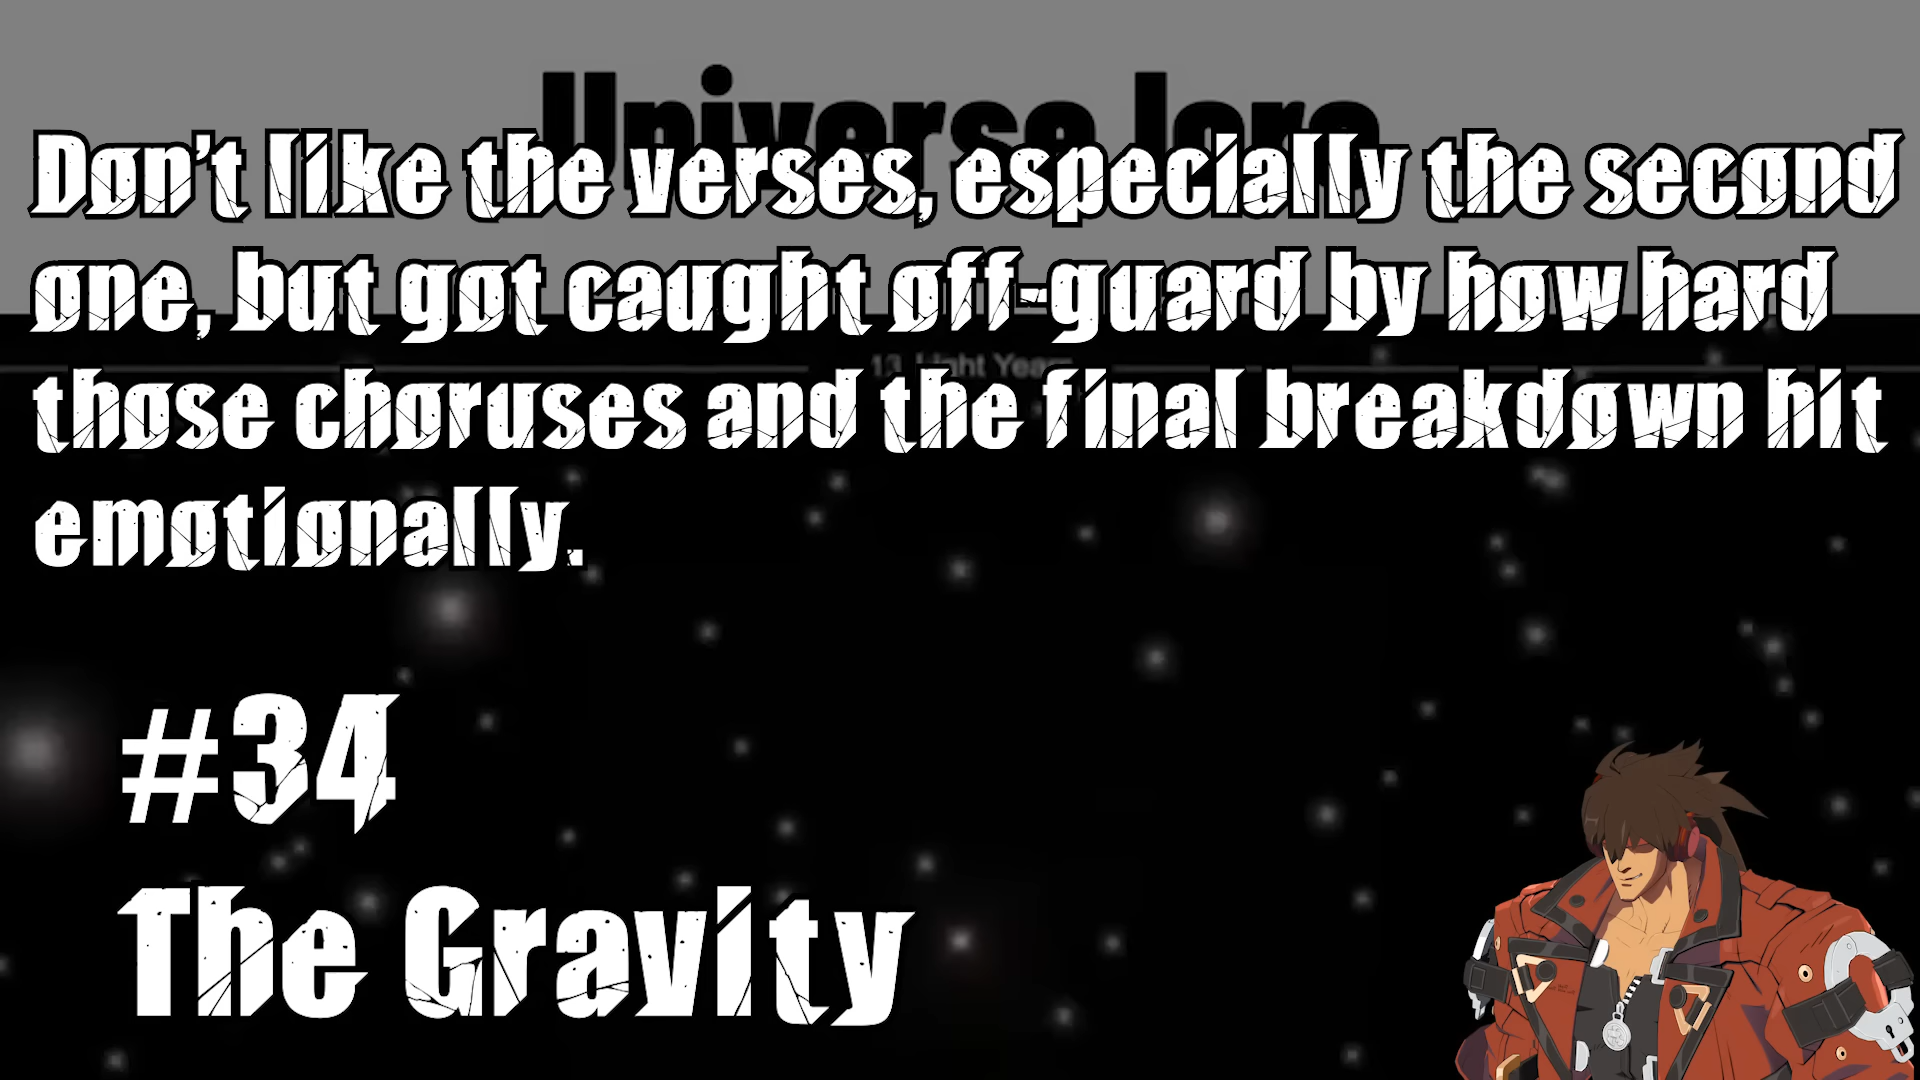 Universe lore
Don't like the verses, especially the second
one, but got caught off-guard by how hard
13 Light Years
those choruses and the final breakdown hit
emotionally.
#34
The Gravity